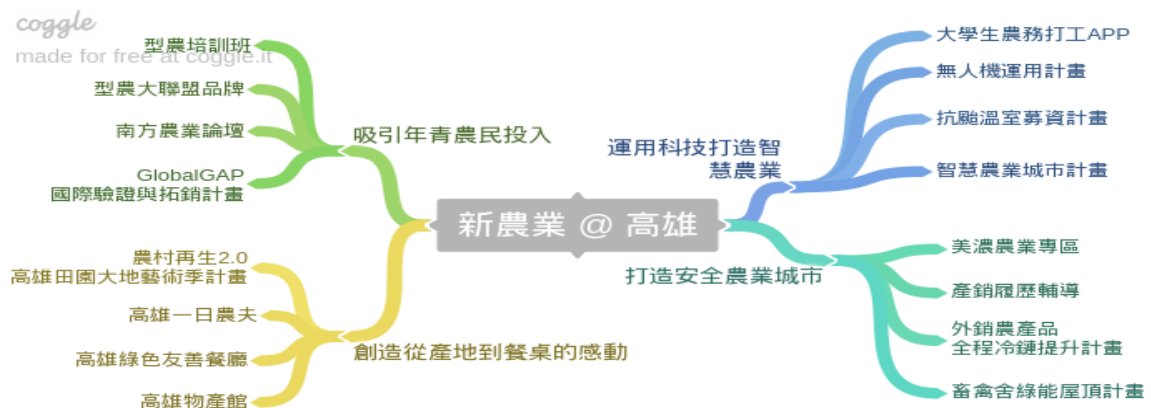 coggle
made for free at coggle.it
型農培訓班
型農大聯盟品牌
南方農業論壇
GlobalGAP
國際驗證與拓銷計畫
吸引年青農民投入
農村再生2.0
高雄田園大地藝術季計畫
高雄一日農夫
高雄綠色友善餐廳
高雄物產館
創造從產地到餐桌的感動
新農業 @ 高雄
運用科技打造智
慧農業
大學生農務打工APP
無人機運用計畫
抗颱溫室募資計畫
智慧農業城市計畫
打造安全農業城市
美濃農業專區
產銷履歷輔導
外銷農產品
全程冷鏈提升計畫
畜禽舍綠能屋頂計畫